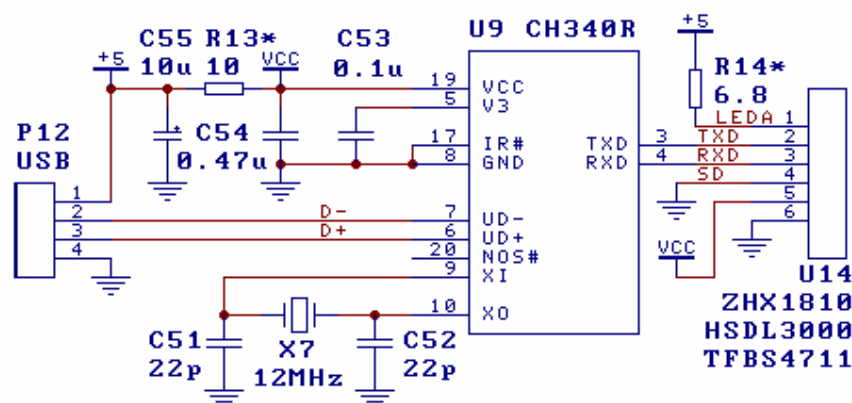 U9 CH340R
C55 R13* C53
+5 10u 10 VCC 0.1u
+5
R14*
6.8
19 VCC
5 V3
P12
USB
C54
0.47u
17 IR# TXD 3
8 GND RXD 4
LEDA 1
TXD 2
RXD 3
SD 4
5
6
1
2 D- 7 UD-
3 D+ 6 UD+
4 20 NOS#
9 XI
VCC
10 XO
U14
ZHX1810
HSDL3000
TFBS4711
C51 X7 C52
22p 12MHz 22p